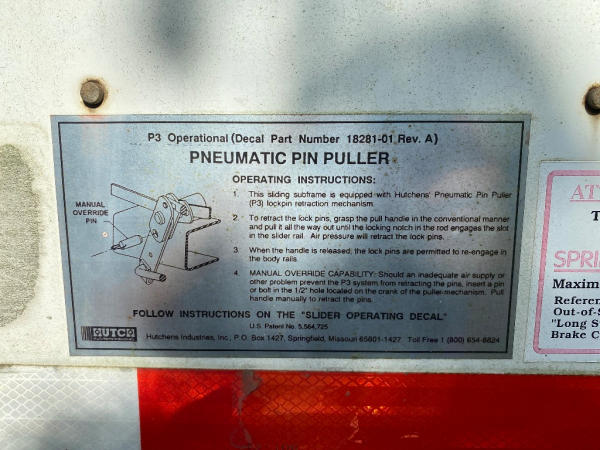 P3 Operational (Decal Part Number 18281-01 Rev. A)
PNEUMATIC PIN PULLER
OPERATING INSTRUCTIONS:
MANUAL
OVERRIDE
PIN
1. This sliding subframe is equipped with Hutchens' Pneumatic Pin Puller
(P3) lockpin retraction mechanism.
2. To retract the lock pins, grasp the pull handle in the conventional manner
and pull it all the way out until the locking notch in the rod engages the slot
in the slider rail. Air pressure will retract the lock pins.
3. When the handle is released, the lock pins are permitted to re-engage in
the body rails.
4. MANUAL OVERRIDE CAPABILITY: Should an inadequate air supply or
other problem prevent the P3 system from retracting the pins, insert a pin
or bolt in the 1/2" hole located on the crank of the puller mechanism. Pull
handle manually to retract the pins.
FOLLOW INSTRUCTIONS ON THE "SLIDER OPERATING DECAL"
U.S. Patent No. 5,564,725
HUTCH
Hutchens Industries, Inc., P.O. Box 1427, Springfield, Missouri 65801-1427 Toll Free 1 (800) 654-8824
AT
T
SPRI
Maxim
Refere
Out-of-S
"Long S
Brake C